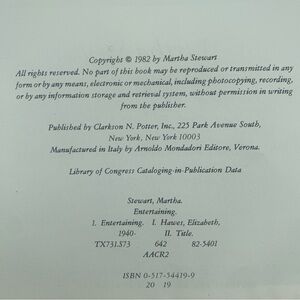 Copyright © 1982 by Martha Stewart
All rights reserved. No part of this book may be reproduced or transmitted in any
form or by any means, electronic or mechanical, including photocopying, recording,
or by any information storage and retrieval system, without permission in writing
from the publisher.
Published by Clarkson N. Potter, Inc., 225 Park Avenue South,
New York, New York 10003
Manufactured in Italy by Arnoldo Mondadori Editore, Verona.
Library of Congress Cataloging-in-Publication Data
Stewart, Martha.
Entertaining.
1. Entertaining. I. Hawes, Elizabeth,
1940- II. Title.
TX731.S73 642 82-5401
AACR2
ISBN 0-517-54419-9
20 19